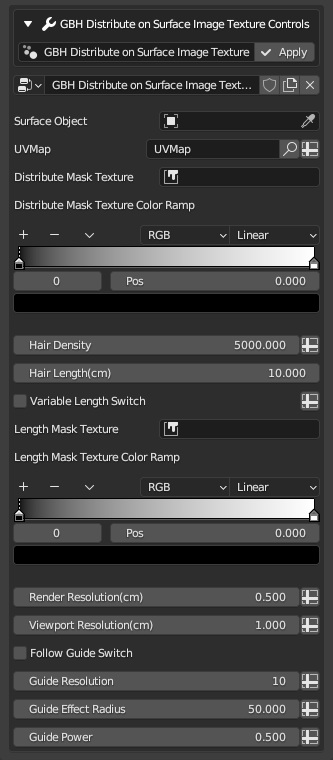 GBH Distribute on Surface Image Texture Controls
GBH Distribute on Surface Image Texture Apply
GBH Distribute on Surface Image Text...
Surface Object
UVMap UVMap
Distribute Mask Texture
Distribute Mask Texture Color Ramp
+ − RGB Linear
0 Pos 0.000
Hair Density 5000.000
Hair Length(cm) 10.000
Variable Length Switch
Length Mask Texture
Length Mask Texture Color Ramp
+ − RGB Linear
0 Pos 0.000
Render Resolution(cm) 0.500
Viewport Resolution(cm) 1.000
Follow Guide Switch
Guide Resolution 10
Guide Effect Radius 50.000
Guide Power 0.500